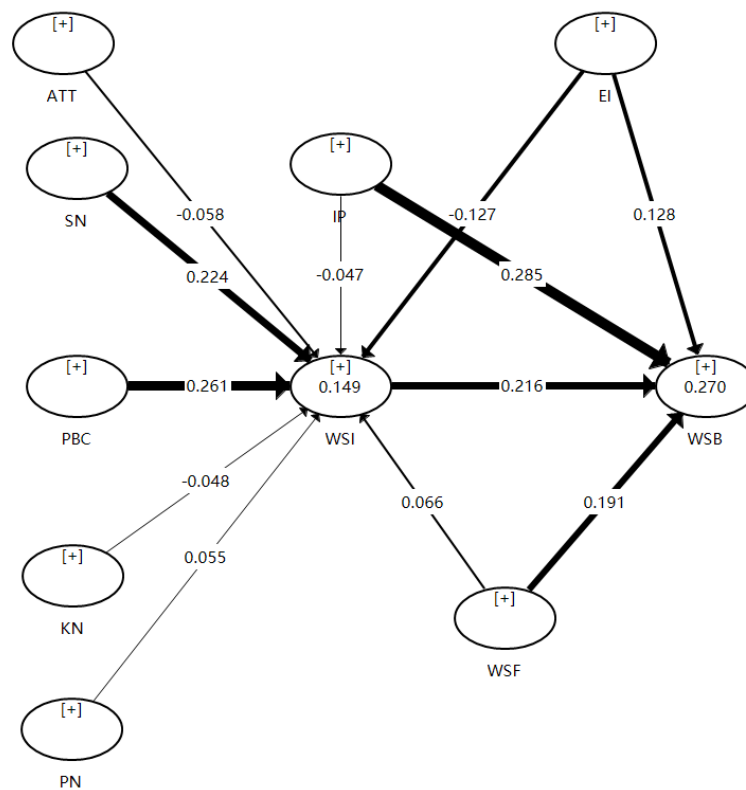 [+]
ATT
[+]
EI
[+]
SN
[+]
IP
-0.058
-0.127
0.128
0.224
-0.047
0.285
[+]
PBC
0.261
[+]
0.149
WSI
0.216
[+]
0.270
WSB
-0.048
0.066
0.191
0.055
[+]
KN
[+]
WSF
[+]
PN